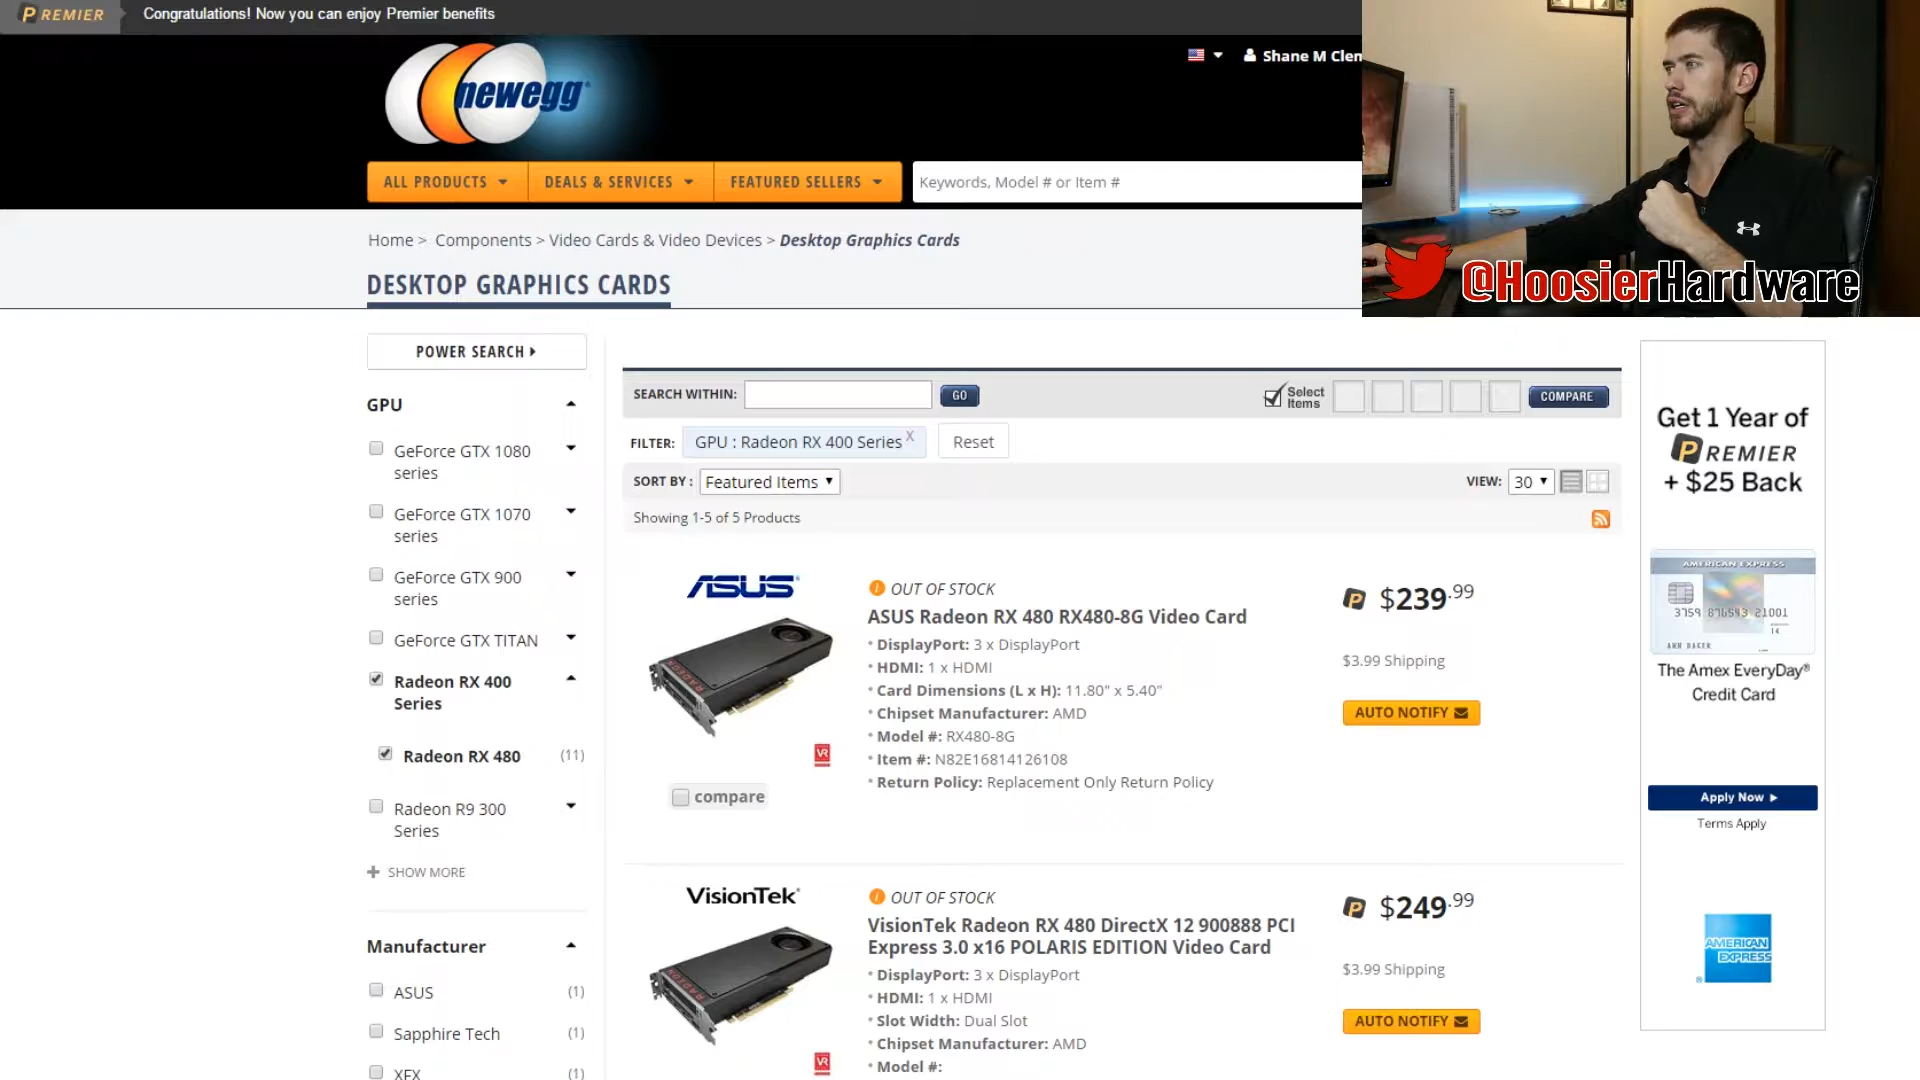 PREMIER
Congratulations! Now you can enjoy Premier benefits
newegg
Shane M Clem
ALL PRODUCTS
DEALS & SERVICES
FEATURED SELLERS
Keywords, Model # or Item #
@HoosierHardware
Home > Components > Video Cards & Video Devices > Desktop Graphics Cards
DESKTOP GRAPHICS CARDS
POWER SEARCH
GPU
GeForce GTX 1080
series
GeForce GTX 1070
series
GeForce GTX 900
series
GeForce GTX TITAN
Radeon RX 400
Series
Radeon RX 480 (11)
Radeon R9 300
Series
SHOW MORE
Manufacturer
ASUS (1)
Sapphire Tech (1)
XFX (1)
SEARCH WITHIN:
GO
Select
Items
COMPARE
FILTER: GPU : Radeon RX 400 Series X
Reset
SORT BY : Featured Items
VIEW: 30
Showing 1-5 of 5 Products
ASUS
RADEON
VR
compare
OUT OF STOCK
ASUS Radeon RX 480 RX480-8G Video Card
DisplayPort: 3 x DisplayPort
HDMI: 1 x HDMI
Card Dimensions (L x H): 11.80" x 5.40"
Chipset Manufacturer: AMD
Model #: RX480-8G
Item #: N82E16814126108
Return Policy: Replacement Only Return Policy
P $239.99
$3.99 Shipping
AUTO NOTIFY
VisionTek
RADEON
VR
OUT OF STOCK
VisionTek Radeon RX 480 DirectX 12 900888 PCI
Express 3.0 x16 POLARIS EDITION Video Card
DisplayPort: 3 x DisplayPort
HDMI: 1 x HDMI
Slot Width: Dual Slot
Chipset Manufacturer: AMD
Model #:
P $249.99
$3.99 Shipping
AUTO NOTIFY
Get 1 Year of
PREMIER
+ $25 Back
AMERICAN EXPRESS
The Amex EveryDay®
Credit Card
Apply Now
Terms Apply
AMERICAN
EXPRESS